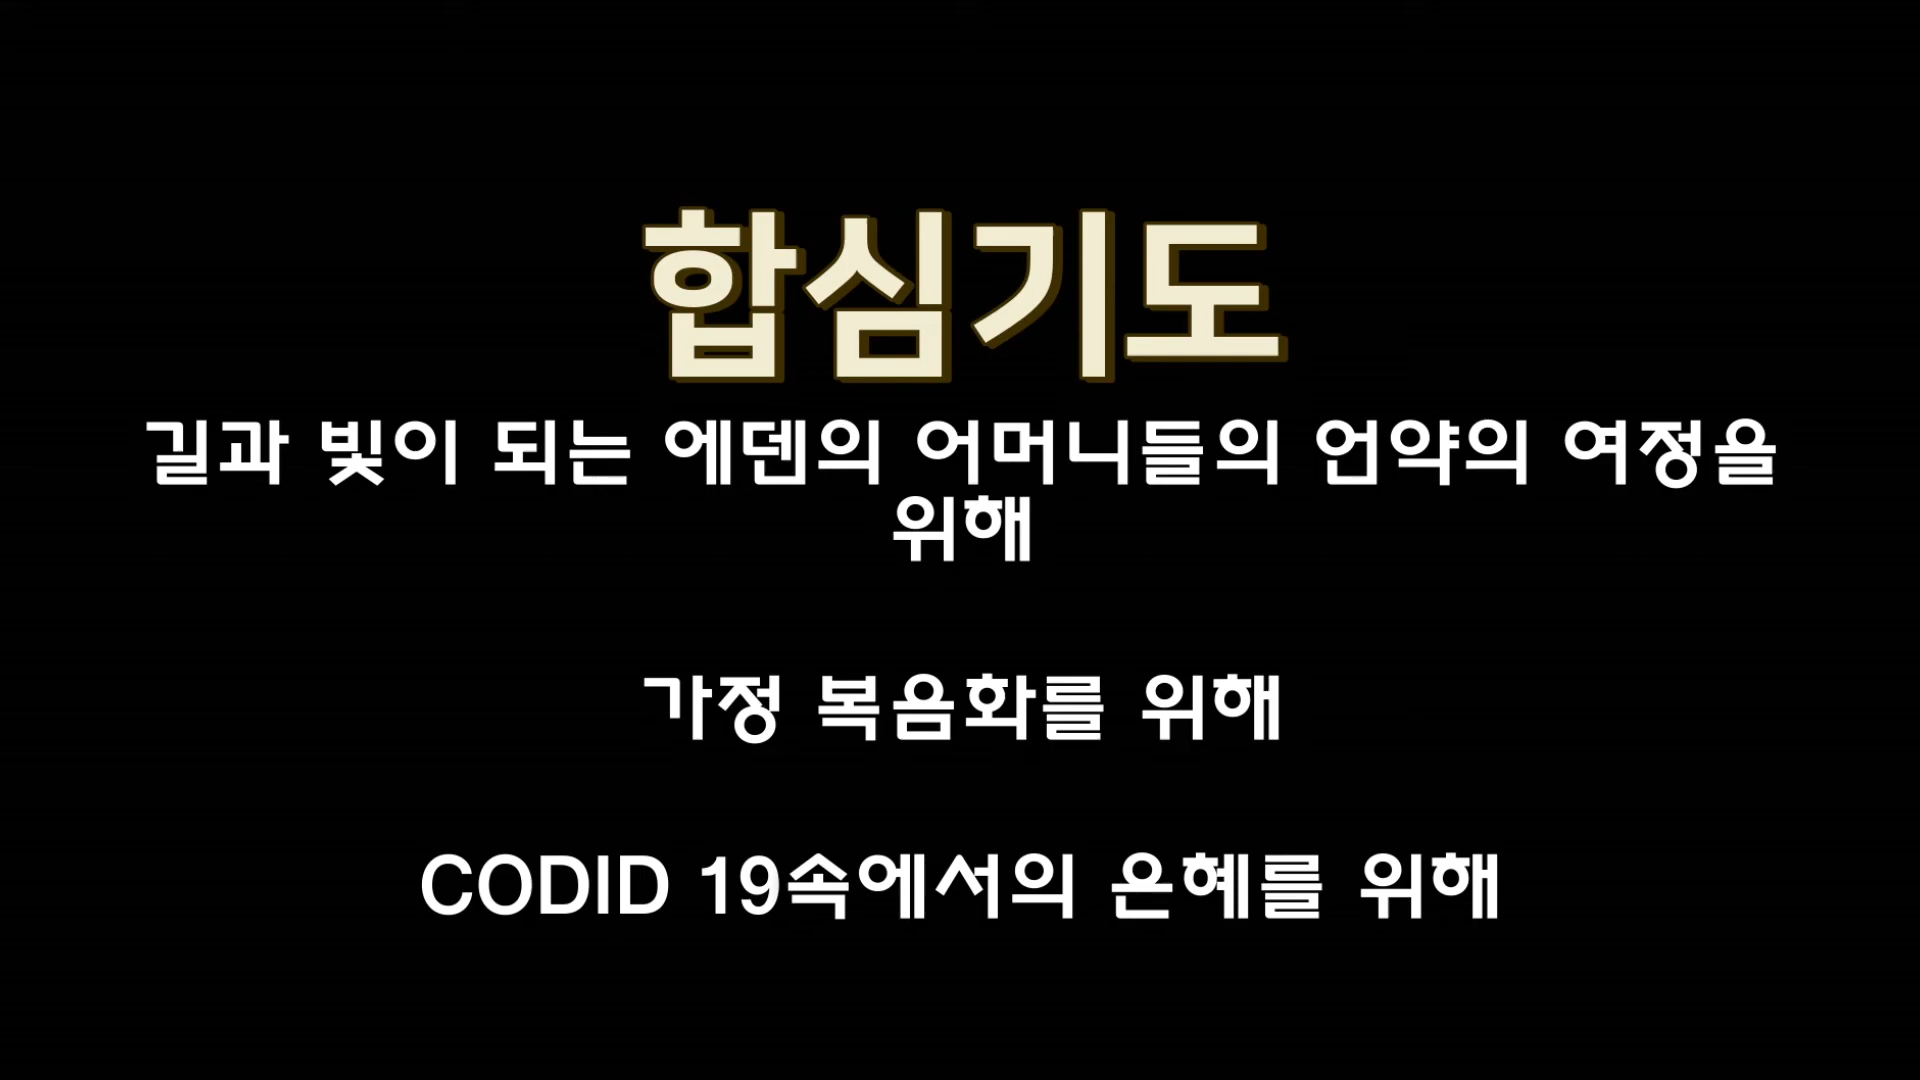 합심기도
길과 빛이 되는 에덴의 어머니들의 언약의 여정을
위해
가정 복음화를 위해
CODID 19속에서의 은혜를 위해